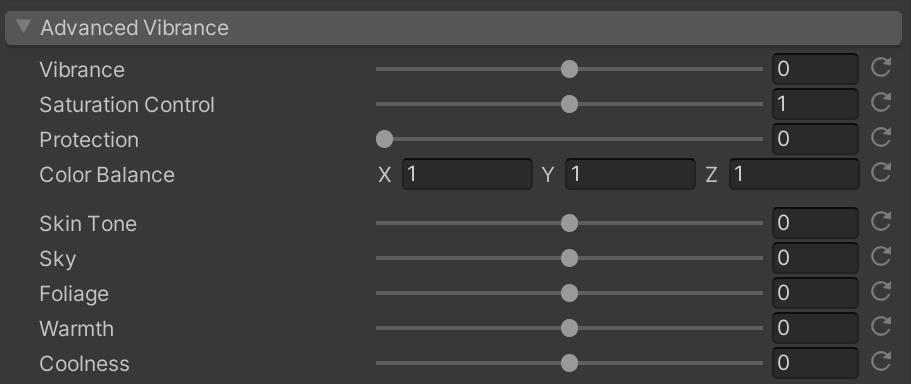 Advanced Vibrance
Vibrance 0
Saturation Control 1
Protection 0
Color Balance X 1 Y 1 Z 1
Skin Tone 0
Sky 0
Foliage 0
Warmth 0
Coolness 0